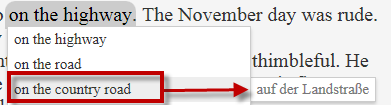 on the highway. The November day was rude.
on the highway
on the road
thimbleful. He
on the country road
auf der Landstraße